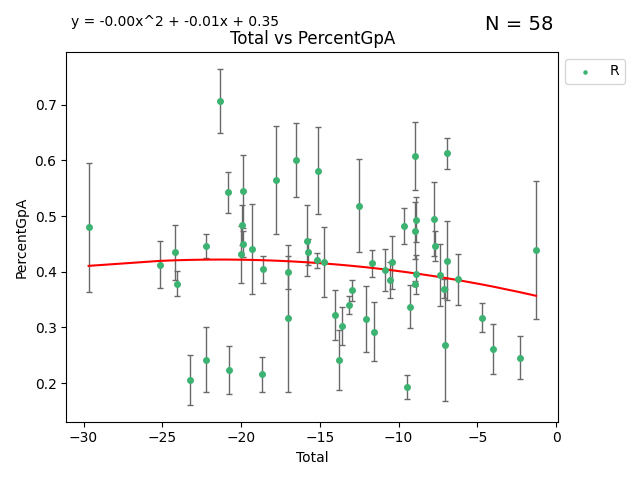 y = -0.00x^2 + -0.01x + 0.35
N = 58
Total vs PercentGpA
R
PercentGpA
0.7
0.6
0.5
0.4
0.3
0.2
−30 −25 −20 −15 −10 −5 0
Total